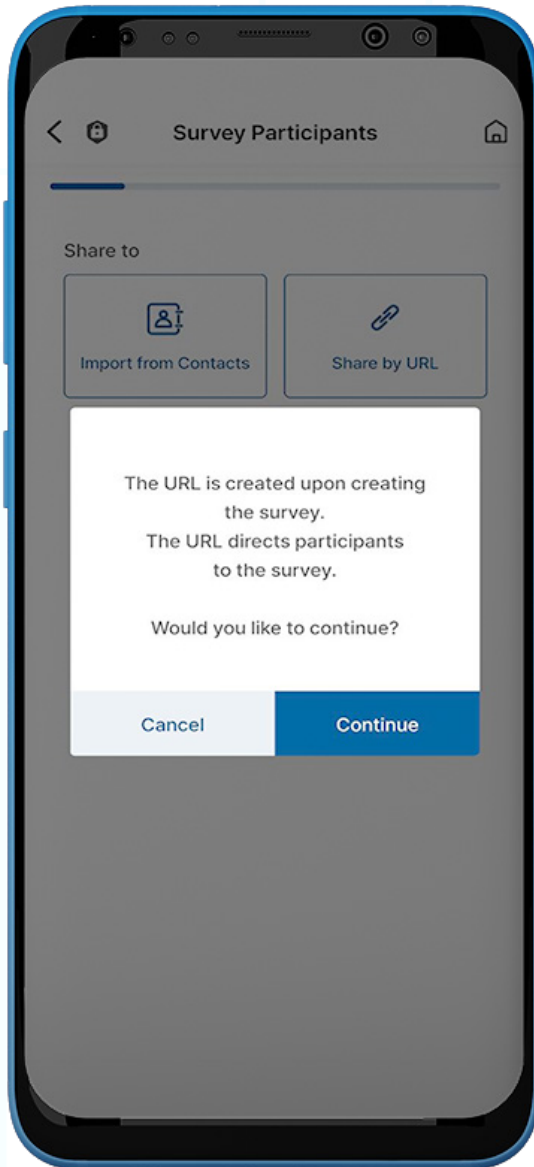 Survey Participants
Share to
Import from Contacts
Share by URL
The URL is created upon creating
the survey.
The URL directs participants
to the survey.
Would you like to continue?
Cancel
Continue